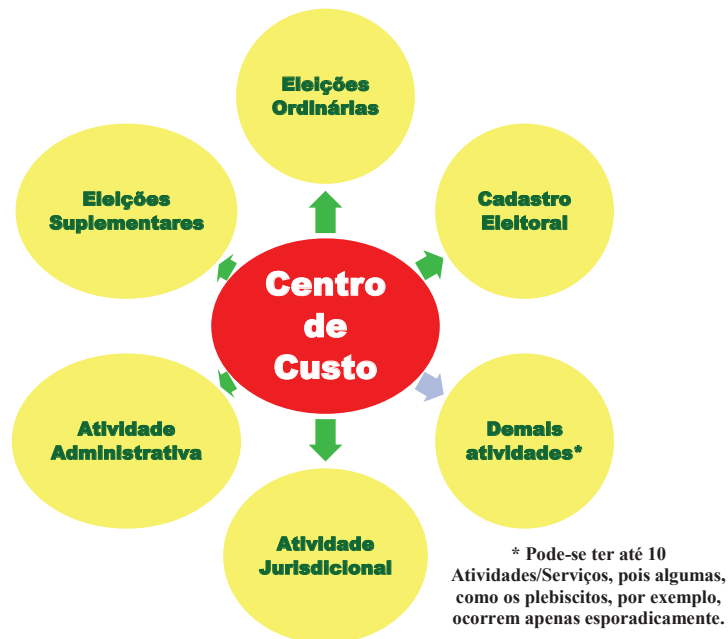 Eleições
Ordinárias
Eleições
Suplementares
Cadastro
Eleitoral
Centro
de
Custo
Atividade
Administrativa
Demais
atividades*
Atividade
Jurisdicional
* Pode-se ter até 10
Atividades/Serviços, pois algumas,
como os plebiscitos, por exemplo,
ocorrem apenas esporadicamente.